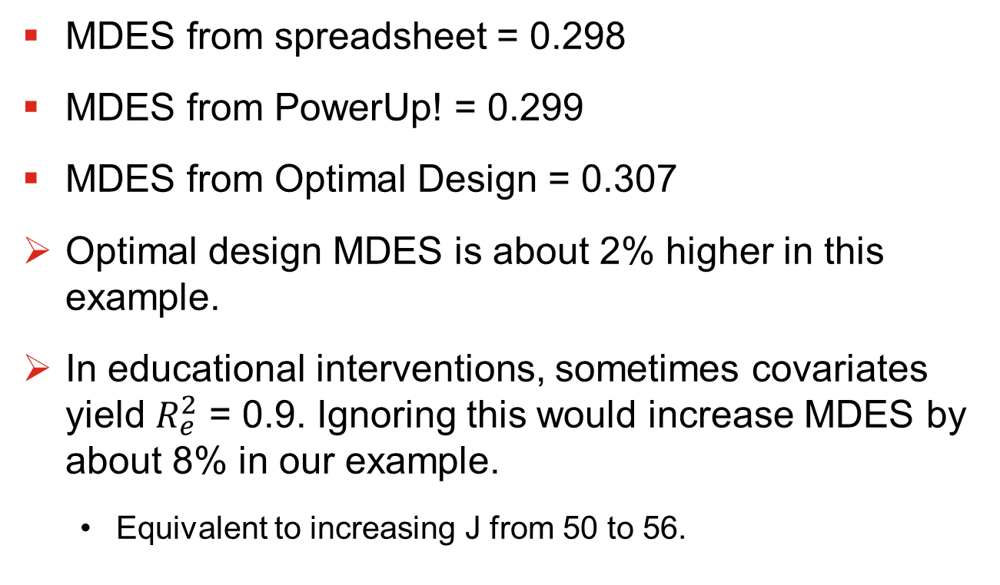 ▪ MDES from spreadsheet = 0.298
▪ MDES from PowerUp! = 0.299
▪ MDES from Optimal Design = 0.307
➢ Optimal design MDES is about 2% higher in this
example.
➢ In educational interventions, sometimes covariates
yield $R_e^2$ = 0.9. Ignoring this would increase MDES by
about 8% in our example.
• Equivalent to increasing J from 50 to 56.